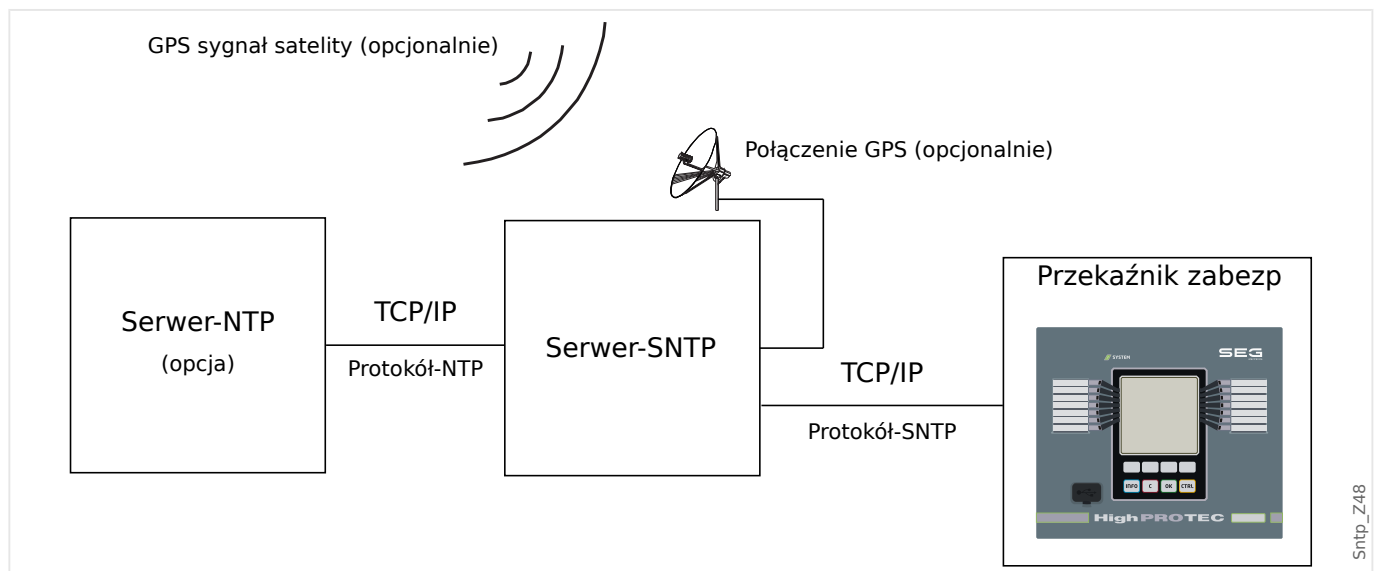 GPS sygnał satelity (opcjonalnie)
Połączenie GPS (opcjonalnie)
Serwer-NTP
(opcja)
TCP/IP
Protokół-NTP
Serwer-SNTP
TCP/IP
Protokół-SNTP
Przekaźnik zabezp
SYSTEM
SEG
INFO
C
OK
CTRL
HighPROTEC
Sntp_Z48